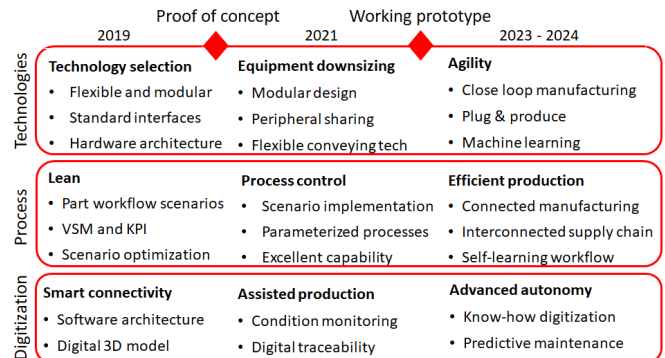 Proof of concept
Working prototype
2019
2021
2023 - 2024
Technologies
Technology selection
• Flexible and modular
• Standard interfaces
• Hardware architecture
Equipment downsizing
• Modular design
• Peripheral sharing
• Flexible conveying tech
Agility
• Close loop manufacturing
• Plug & produce
• Machine learning
Process
Lean
• Part workflow scenarios
• VSM and KPI
• Scenario optimization
Process control
• Scenario implementation
• Parameterized processes
• Excellent capability
Efficient production
• Connected manufacturing
• Interconnected supply chain
• Self-learning workflow
Digitization
Smart connectivity
• Software architecture
• Digital 3D model
Assisted production
• Condition monitoring
• Digital traceability
Advanced autonomy
• Know-how digitization
• Predictive maintenance